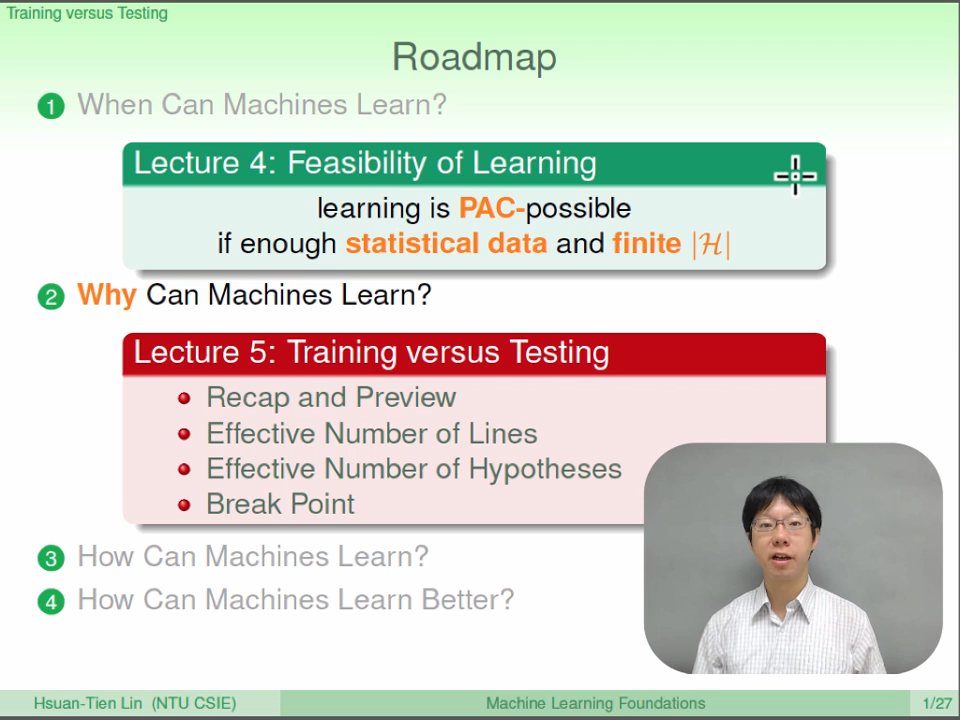 Training versus Testing
Roadmap
1 When Can Machines Learn?
Lecture 4: Feasibility of Learning
learning is PAC-possible
if enough statistical data and finite |ℋ|
2 Why Can Machines Learn?
Lecture 5: Training versus Testing
Recap and Preview
Effective Number of Lines
Effective Number of Hypotheses
Break Point
3 How Can Machines Learn?
4 How Can Machines Learn Better?
Hsuan-Tien Lin (NTU CSIE) Machine Learning Foundations 1/27